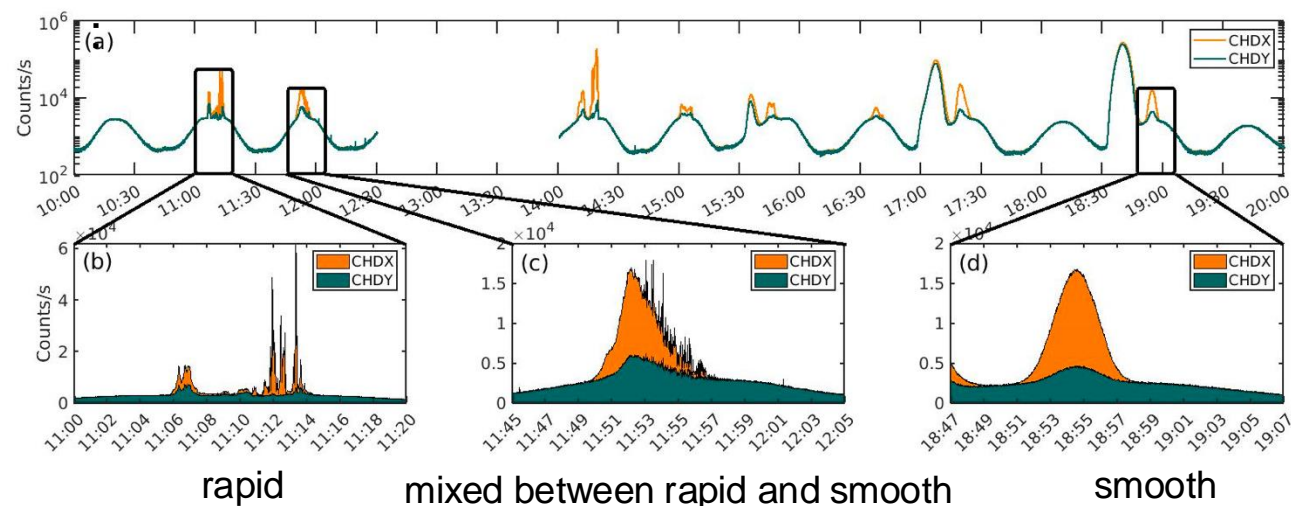 10^6
(a)
CHDX
CHDY
Counts/s
10^4
10^2
10:00 10:30 11:00 11:30 12:00 12:30 13:00 13:30 14:00 14:30 15:00 15:30 16:00 16:30 17:00 17:30 18:00 18:30 19:00 19:30 20:00
×10^4
6
(b)
CHDX
CHDY
Counts/s
4
2
0
11:00 11:02 11:04 11:06 11:08 11:10 11:12 11:14 11:16 11:18 11:20
2 ×10^4
(c)
CHDX
CHDY
1.5
1
0.5
0
11:45 11:47 11:49 11:51 11:53 11:55 11:57 11:59 12:01 12:03 12:05
2 ×10^4
(d)
CHDX
CHDY
1.5
1
0.5
0
18:47 18:49 18:51 18:53 18:55 18:57 18:59 19:01 19:03 19:05 19:07
rapid
mixed between rapid and smooth
smooth